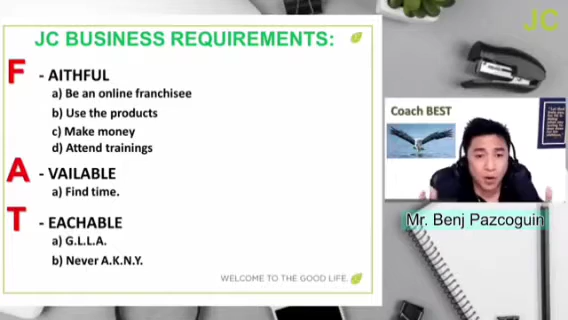 JC
JC BUSINESS REQUIREMENTS:
F - AITHFUL
a) Be an online franchisee
b) Use the products
c) Make money
d) Attend trainings
A - VAILABLE
a) Find time.
T - EACHABLE
a) G.L.L.A.
b) Never A.K.N.Y.
WELCOME TO THE GOOD LIFE.
Coach BEST
Mr. Benj Pazcoguin